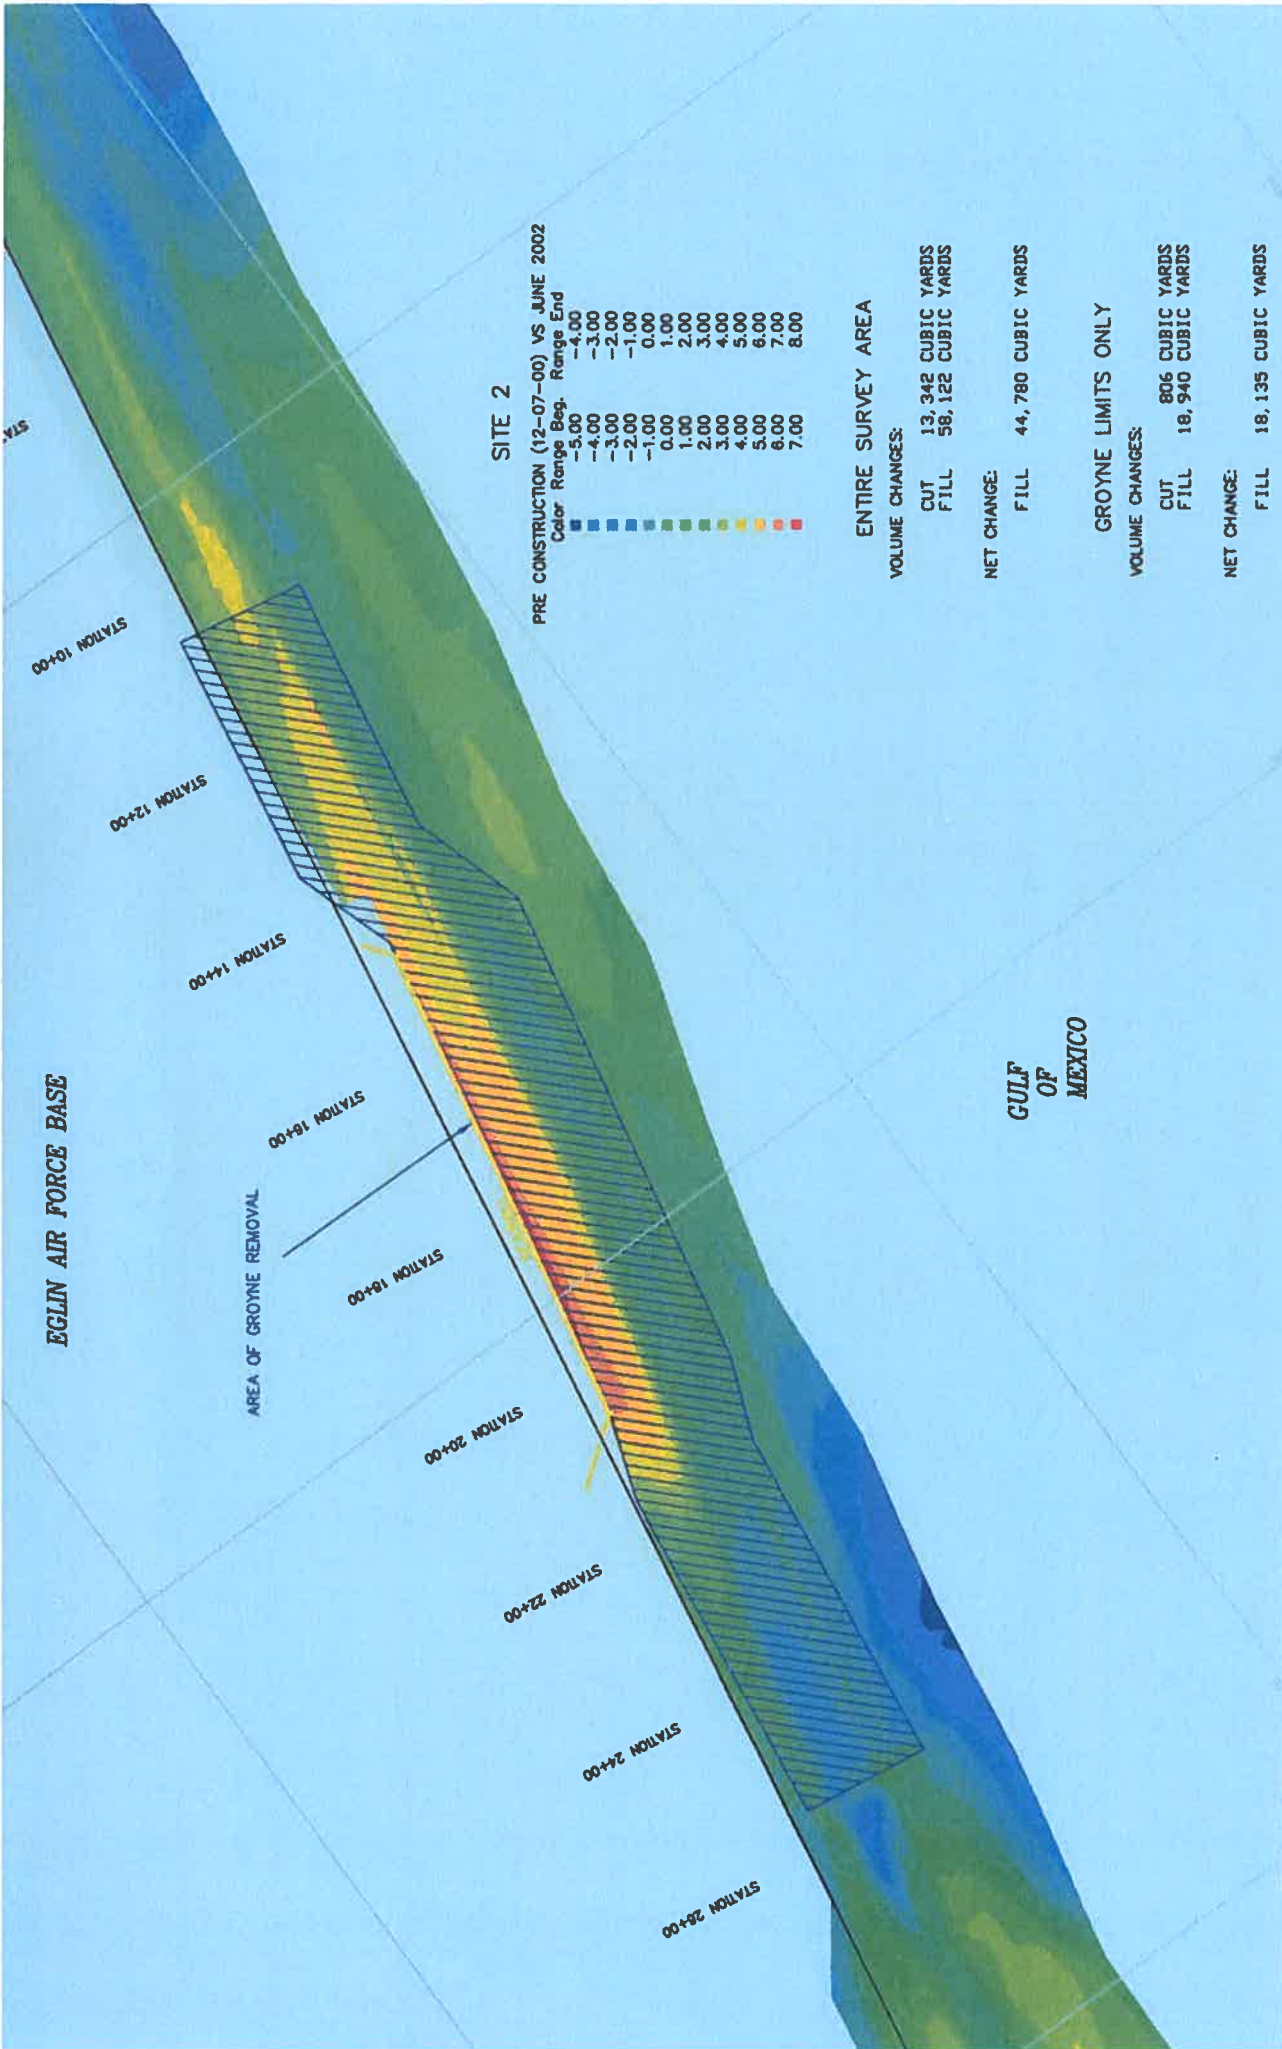 EGLIN AIR FORCE BASE
AREA OF GROYNE REMOVAL
STA
STATION 10+00
STATION 12+00
STATION 14+00
STATION 16+00
STATION 18+00
STATION 20+00
STATION 22+00
STATION 24+00
STATION 26+00
SITE 2
PRE CONSTRUCTION (12-07-00) VS JUNE 2002
Color Range Beg. Range End
-5.00 -4.00
-4.00 -3.00
-3.00 -2.00
-2.00 -1.00
-1.00 0.00
0.00 1.00
1.00 2.00
2.00 3.00
3.00 4.00
4.00 5.00
5.00 6.00
6.00 7.00
7.00 8.00
ENTIRE SURVEY AREA
VOLUME CHANGES:
CUT 13,342 CUBIC YARDS
FILL 58,122 CUBIC YARDS
NET CHANGE:
FILL 44,780 CUBIC YARDS
GROYNE LIMITS ONLY
VOLUME CHANGES:
CUT 806 CUBIC YARDS
FILL 18,940 CUBIC YARDS
NET CHANGE:
FILL 18,135 CUBIC YARDS
GULF
OF
MEXICO